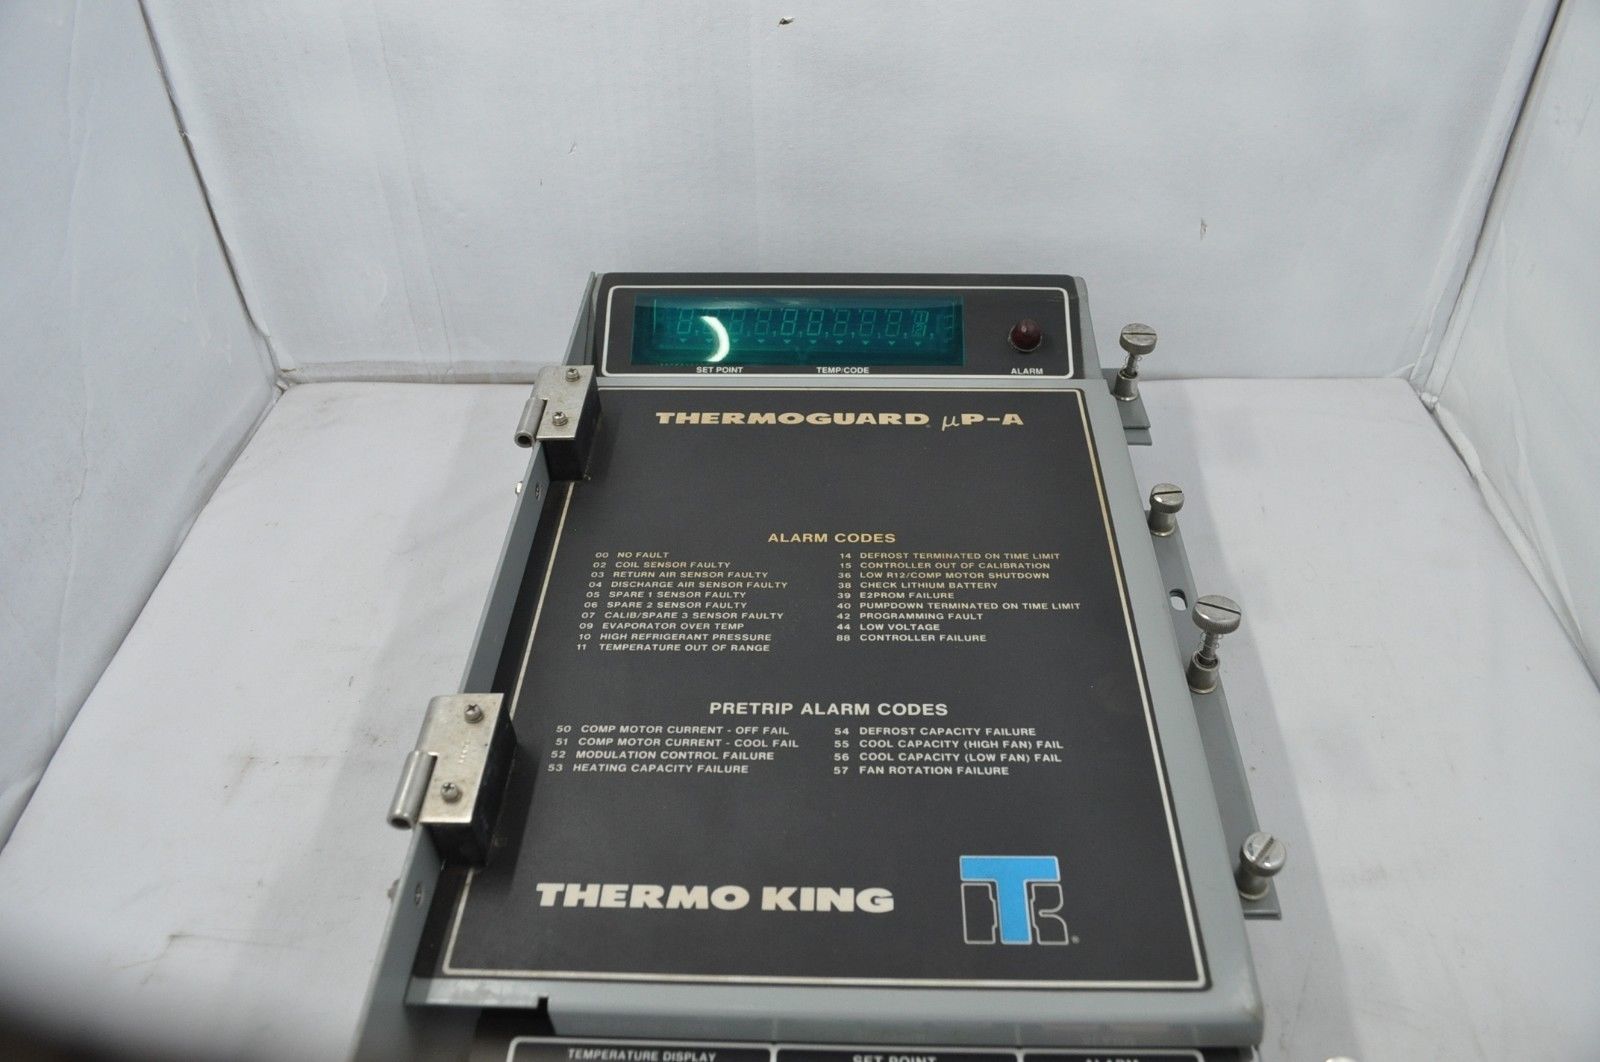 SET POINT
TEMP/CODE
ALARM
THERMOGUARD µP-A
ALARM CODES
00 NO FAULT
02 COIL SENSOR FAULTY
03 RETURN AIR SENSOR FAULTY
04 DISCHARGE AIR SENSOR FAULTY
05 SPARE 1 SENSOR FAULTY
06 SPARE 2 SENSOR FAULTY
07 CALIB/SPARE 3 SENSOR FAULTY
09 EVAPORATOR OVER TEMP
10 HIGH REFRIGERANT PRESSURE
11 TEMPERATURE OUT OF RANGE
14 DEFROST TERMINATED ON TIME LIMIT
15 CONTROLLER OUT OF CALIBRATION
36 LOW R12/COMP MOTOR SHUTDOWN
38 CHECK LITHIUM BATTERY
39 E2PROM FAILURE
40 PUMPDOWN TERMINATED ON TIME LIMIT
42 PROGRAMMING FAULT
44 LOW VOLTAGE
88 CONTROLLER FAILURE
PRETRIP ALARM CODES
50 COMP MOTOR CURRENT - OFF FAIL
51 COMP MOTOR CURRENT - COOL FAIL
52 MODULATION CONTROL FAILURE
53 HEATING CAPACITY FAILURE
54 DEFROST CAPACITY FAILURE
55 COOL CAPACITY (HIGH FAN) FAIL
56 COOL CAPACITY (LOW FAN) FAIL
57 FAN ROTATION FAILURE
THERMO KING
TK®
TEMPERATURE DISPLAY
SET POINT
ALARM